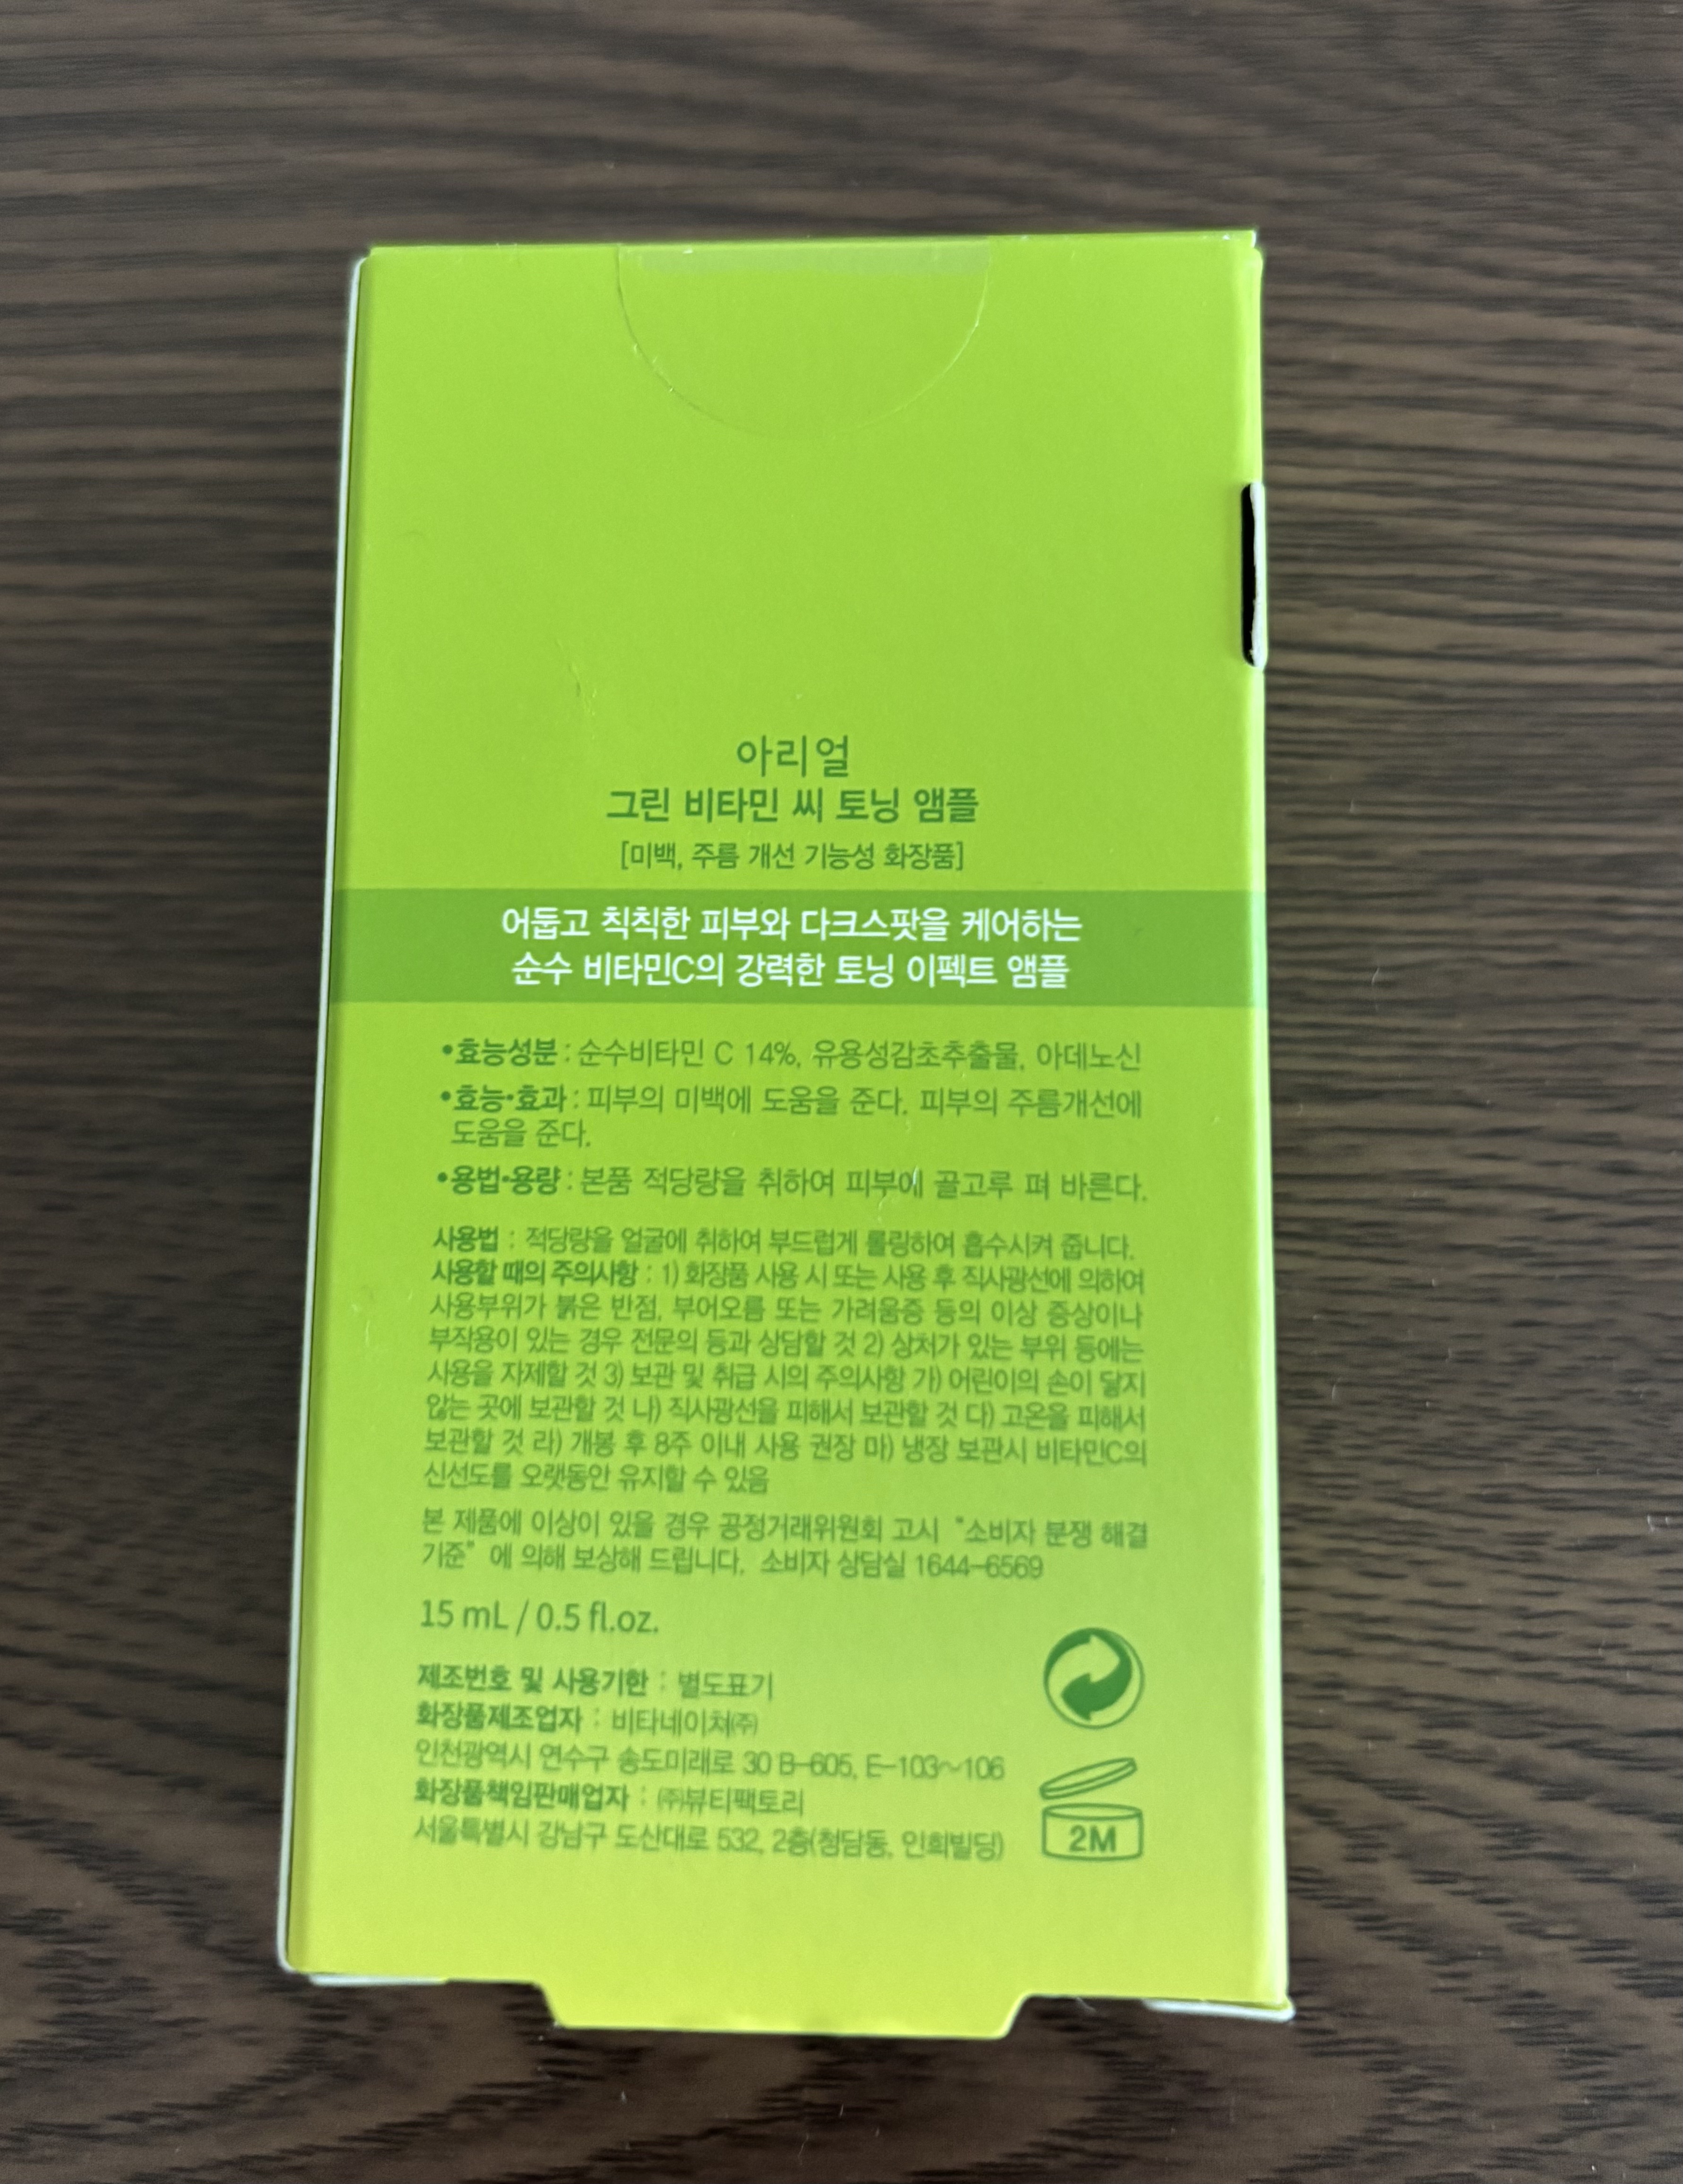 아리얼
그린 비타민 씨 토닝 앰플
[미백, 주름 개선 기능성 화장품]
어둡고 칙칙한 피부와 다크스팟을 케어하는
순수 비타민C의 강력한 토닝 이펙트 앰플
•효능성분 : 순수비타민 C 14%, 유용성감초추출물, 아데노신
•효능•효과 : 피부의 미백에 도움을 준다. 피부의 주름개선에
도움을 준다.
•용법•용량 : 본품 적당량을 취하여 피부에 골고루 펴 바른다.
사용법 : 적당량을 얼굴에 취하여 부드럽게 롤링하여 흡수시켜 줍니다.
사용할 때의 주의사항 : 1) 화장품 사용 시 또는 사용 후 직사광선에 의하여
사용부위가 붉은 반점, 부어오름 또는 가려움증 등의 이상 증상이나
부작용이 있는 경우 전문의 등과 상담할 것 2) 상처가 있는 부위 등에는
사용을 자제할 것 3) 보관 및 취급 시의 주의사항 가) 어린이의 손이 닿지
않는 곳에 보관할 것 나) 직사광선을 피해서 보관할 것 다) 고온을 피해서
보관할 것 라) 개봉 후 8주 이내 사용 권장 마) 냉장 보관시 비타민C의
신선도를 오랫동안 유지할 수 있음
본 제품에 이상이 있을 경우 공정거래위원회 고시 "소비자 분쟁 해결
기준" 에 의해 보상해 드립니다. 소비자 상담실 1644-6569
15 mL / 0.5 fl.oz.
제조번호 및 사용기한 : 별도표기
화장품제조업자 : 비타네이처㈜
인천광역시 연수구 송도미래로 30 B-605, E-103~106
화장품책임판매업자 : ㈜뷰티팩토리
서울특별시 강남구 도산대로 532, 2층(청담동, 인희빌딩)
2M